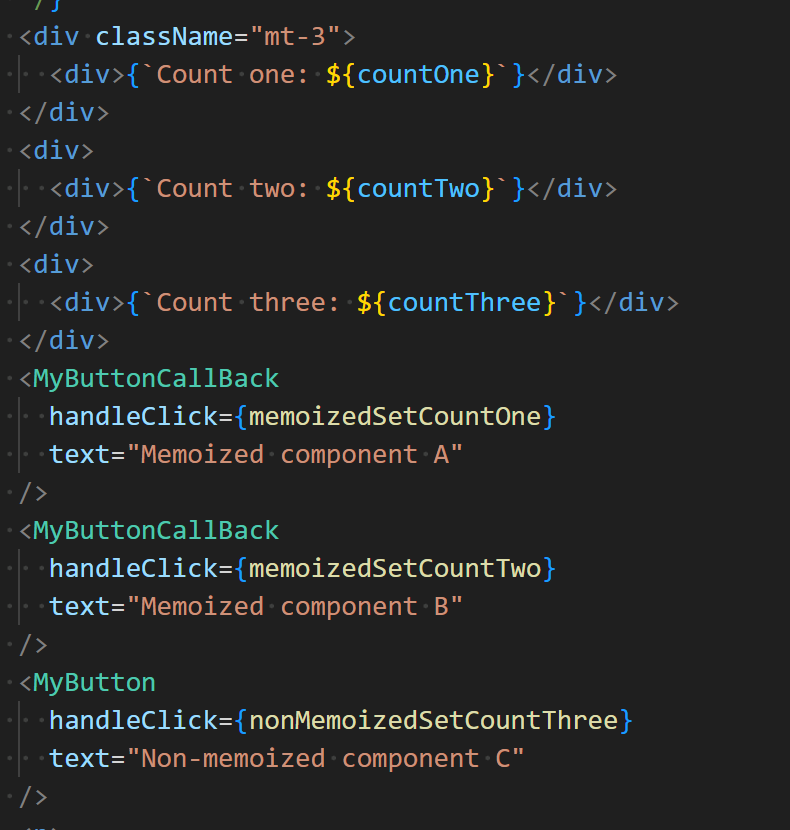 /}
<div className="mt-3">
<div>{`Count one: ${countOne}`}</div>
</div>
<div>
<div>{`Count two: ${countTwo}`}</div>
</div>
<div>
<div>{`Count three: ${countThree}`}</div>
</div>
<MyButtonCallBack
handleClick={memoizedSetCountOne}
text="Memoized component A"
/>
<MyButtonCallBack
handleClick={memoizedSetCountTwo}
text="Memoized component B"
/>
<MyButton
handleClick={nonMemoizedSetCountThree}
text="Non-memoized component C"
/>